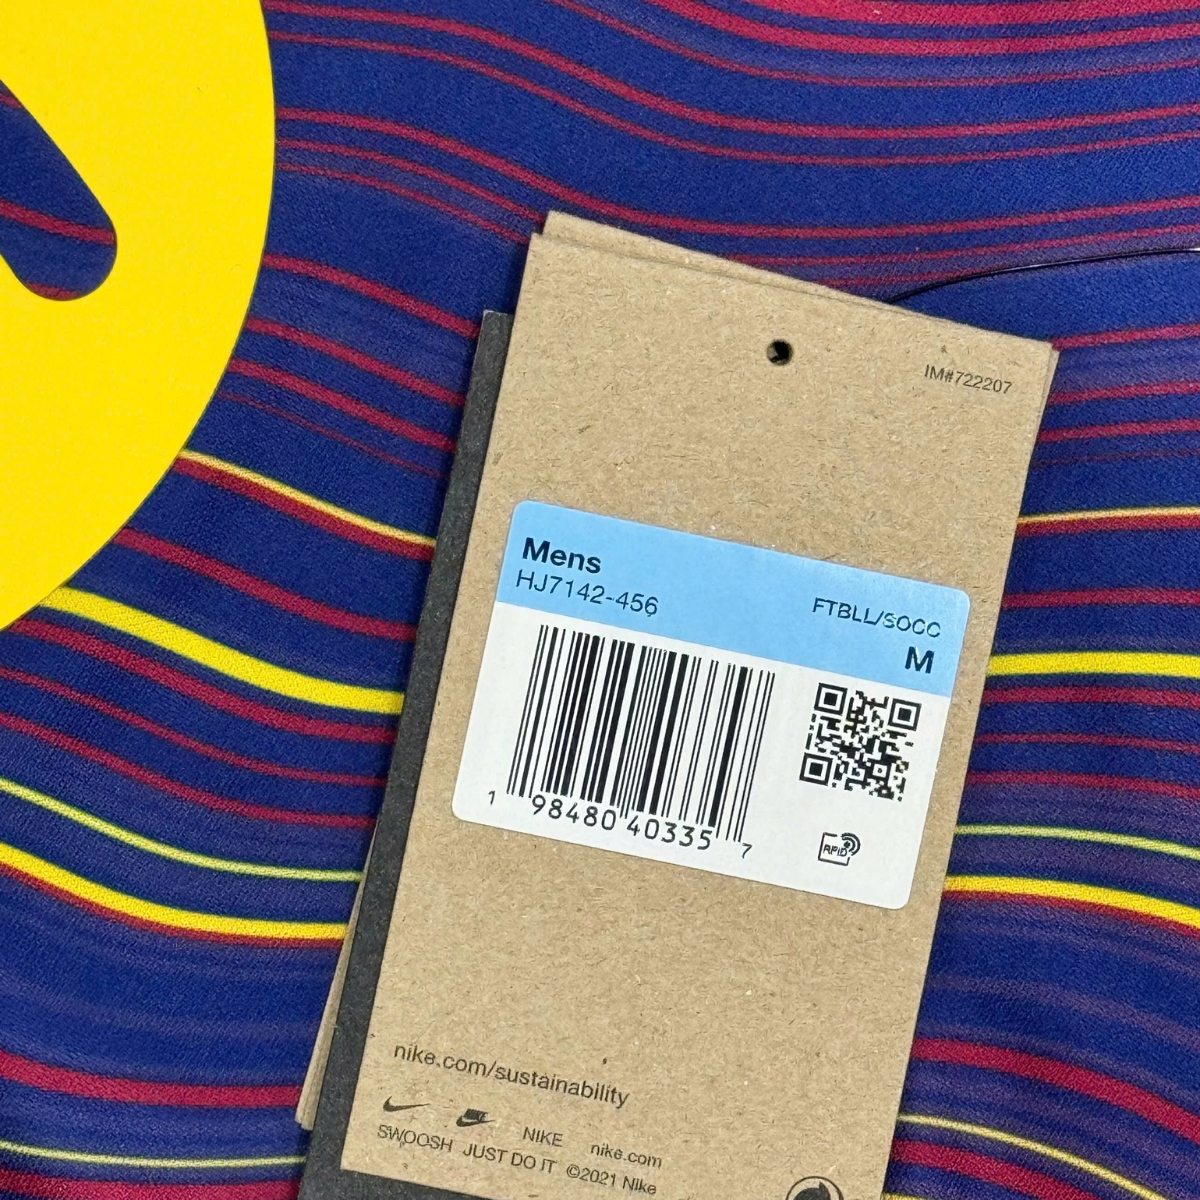 IM#722207
Mens
HJ7142-456
FTBLL/SOCC
M
1 98480 40335 7
RFID
nike.com/sustainability
NIKE nike.com
SWOOSH JUST DO IT ©2021 Nike